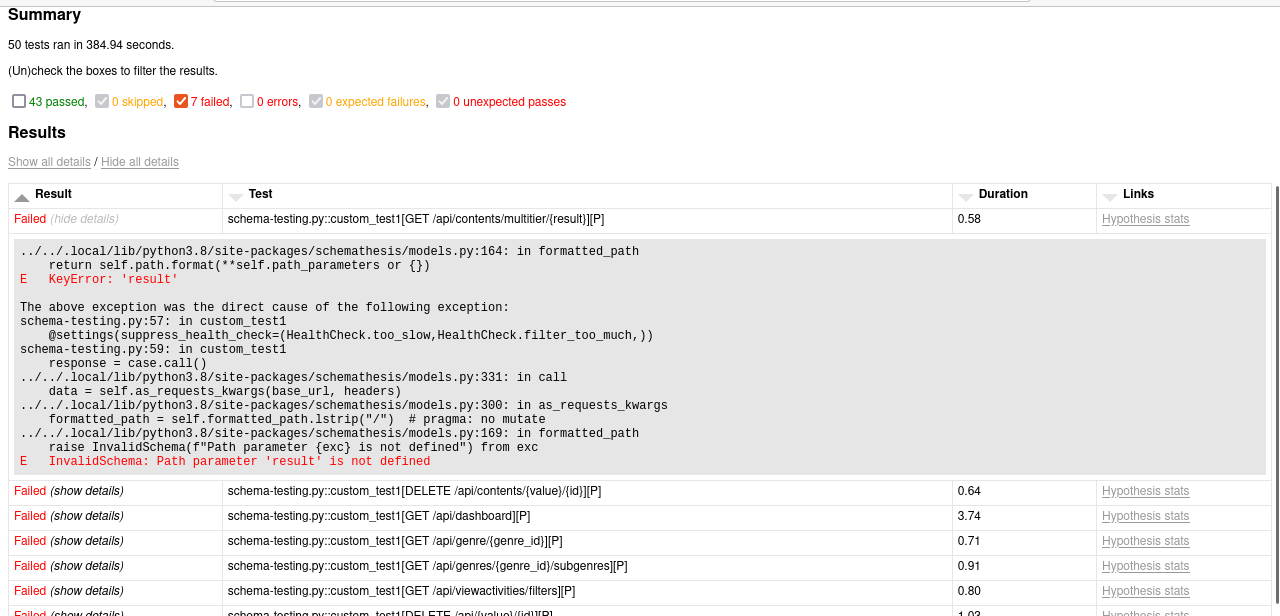 Summary
50 tests ran in 384.94 seconds.
(Un)check the boxes to filter the results.
43 passed, 0 skipped, 7 failed, 0 errors, 0 expected failures, 0 unexpected passes
Results
Show all details / Hide all details
Result Test Duration Links
Failed (hide details) schema-testing.py::custom_test1[GET /api/contents/multitier/{result}][P] 0.58 Hypothesis stats
../../.local/lib/python3.8/site-packages/schemathesis/models.py:164: in formatted_path
    return self.path.format(**self.path_parameters or {})
E   KeyError: 'result'
The above exception was the direct cause of the following exception:
schema-testing.py:57: in custom_test1
    @settings(suppress_health_check=(HealthCheck.too_slow,HealthCheck.filter_too_much,))
schema-testing.py:59: in custom_test1
    response = case.call()
../../.local/lib/python3.8/site-packages/schemathesis/models.py:331: in call
    data = self.as_requests_kwargs(base_url, headers)
../../.local/lib/python3.8/site-packages/schemathesis/models.py:300: in as_requests_kwargs
    formatted_path = self.formatted_path.lstrip("/")  # pragma: no mutate
../../.local/lib/python3.8/site-packages/schemathesis/models.py:169: in formatted_path
    raise InvalidSchema(f"Path parameter {exc} is not defined") from exc
E   InvalidSchema: Path parameter 'result' is not defined
Failed (show details) schema-testing.py::custom_test1[DELETE /api/contents/{value}/{id}][P] 0.64 Hypothesis stats
Failed (show details) schema-testing.py::custom_test1[GET /api/dashboard][P] 3.74 Hypothesis stats
Failed (show details) schema-testing.py::custom_test1[GET /api/genre/{genre_id}][P] 0.71 Hypothesis stats
Failed (show details) schema-testing.py::custom_test1[GET /api/genres/{genre_id}/subgenres][P] 0.91 Hypothesis stats
Failed (show details) schema-testing.py::custom_test1[GET /api/viewactivities/filters][P] 0.80 Hypothesis stats
Failed (show details) schema-testing.py::custom_test1[DELETE /api/{value}/{id}][P] 1.03 Hypothesis stats